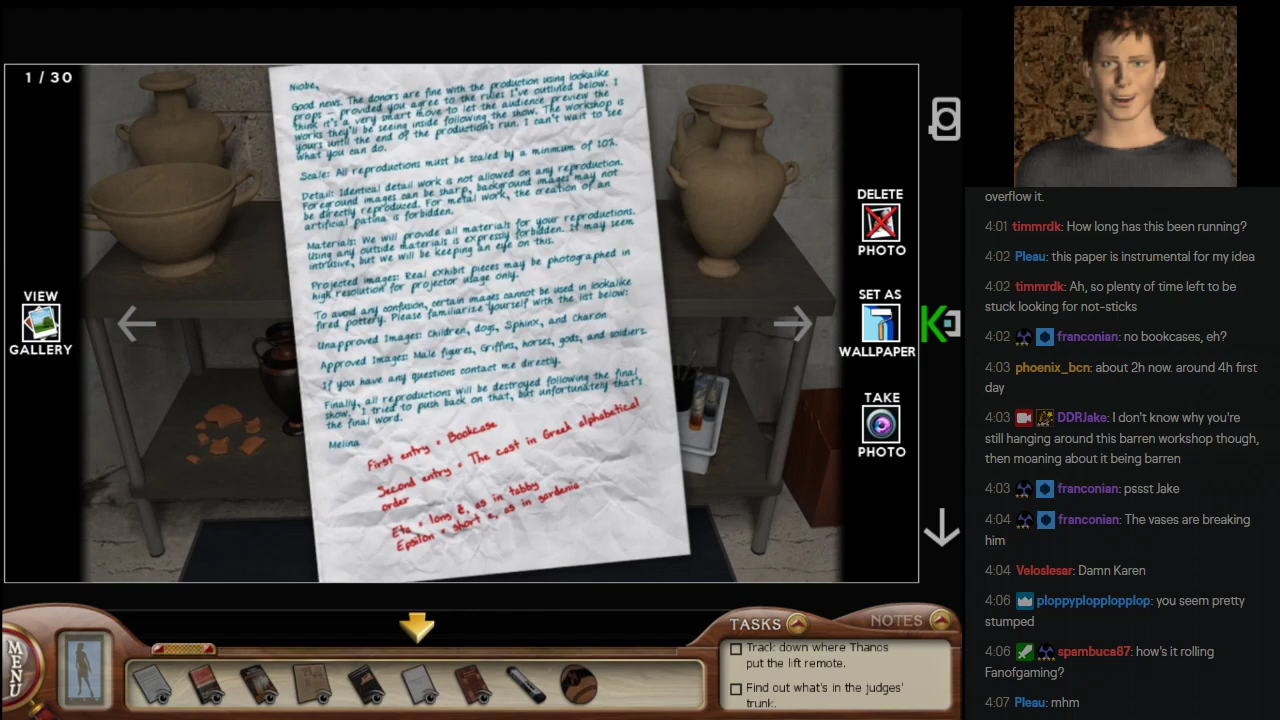 1 / 30
Niobe,
Good news. The donors are fine with the production using lookalike
props – provided you agree to the rules I've outlined below. I
think it's a very smart move to let the audience preview the
works they'll be seeing inside following the show. The workshop is
yours until the end of the production's run. I can't wait to see
what you can do.
Scale: All reproductions must be scaled by a minimum of 10%.
Detail: Identical detail work is not allowed on any reproduction.
Foreground images can be sharp, background images may not
be directly reproduced. For metal work, the creation of an
artificial patina is forbidden.
Materials: We will provide all materials for your reproductions.
Using any outside materials is expressly forbidden. It may seem
intrusive, but we will be keeping an eye on this.
Projected images: Real exhibit pieces may be photographed in
high resolution for projector usage only.
To avoid any confusion, certain images cannot be used in lookalike
fired pottery. Please familiarize yourself with the list below:
Unapproved Images: Children, dogs, Sphinx, and Charon
Approved Images: Male figures, Griffins, horses, gods, and soldiers.
If you have any questions contact me directly.
Finally, all reproductions will be destroyed following the final
show. I tried to push back on that, but unfortunately that's
the final word.
Melina
First entry = Bookcase
Second entry = The cast in Greek alphabetical
order
Eta = long ē, as in tabby
Epsilon = short e, as in gardenia
VIEW
GALLERY
DELETE
PHOTO
SET AS
WALLPAPER
TAKE
PHOTO
MENU
TASKS
NOTES
Track down where Thanos
put the lift remote.
Find out what's in the judges'
trunk.
overflow it.
4:01 timmrdk: How long has this been running?
4:02 Pleau: this paper is instrumental for my idea
4:02 timmrdk: Ah, so plenty of time left to be
stuck looking for not-sticks
4:02 franconian: no bookcases, eh?
4:03 phoenix_bcn: about 2h now. around 4h first
day
4:03 DDRJake: I don't know why you're
still hanging around this barren workshop though,
then moaning about it being barren
4:03 franconian: pssst Jake
4:04 franconian: The vases are breaking
him
4:04 Veloslesar: Damn Karen
4:06 ploppyplopplopplop: you seem pretty
stumped
4:06 spambuca87: how's it rolling
Fanofgaming?
4:07 Pleau: mhm